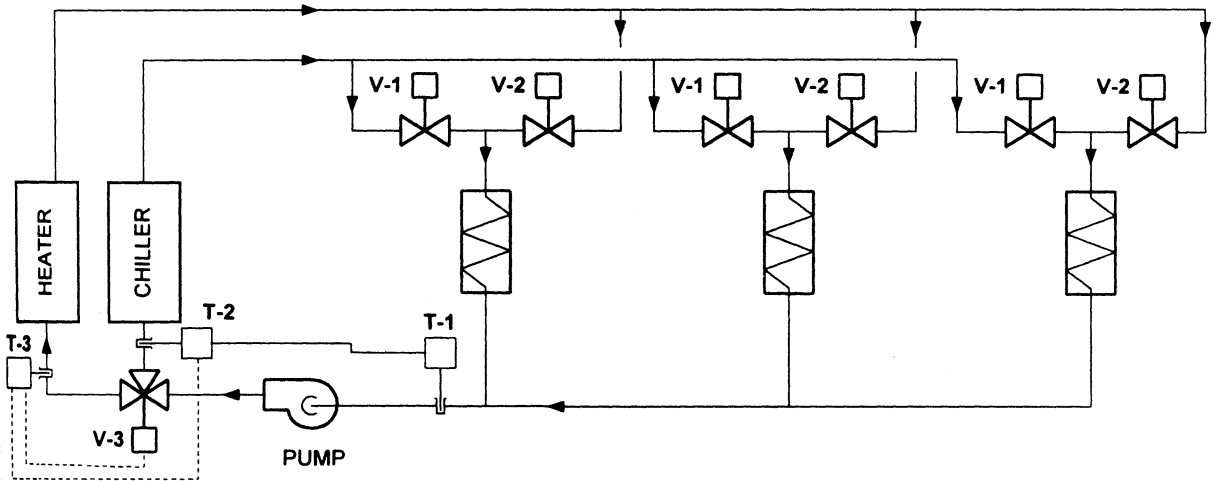 V-1
V-2
V-1
V-2
V-1
V-2
HEATER
CHILLER
T-2
T-1
T-3
V-3
PUMP